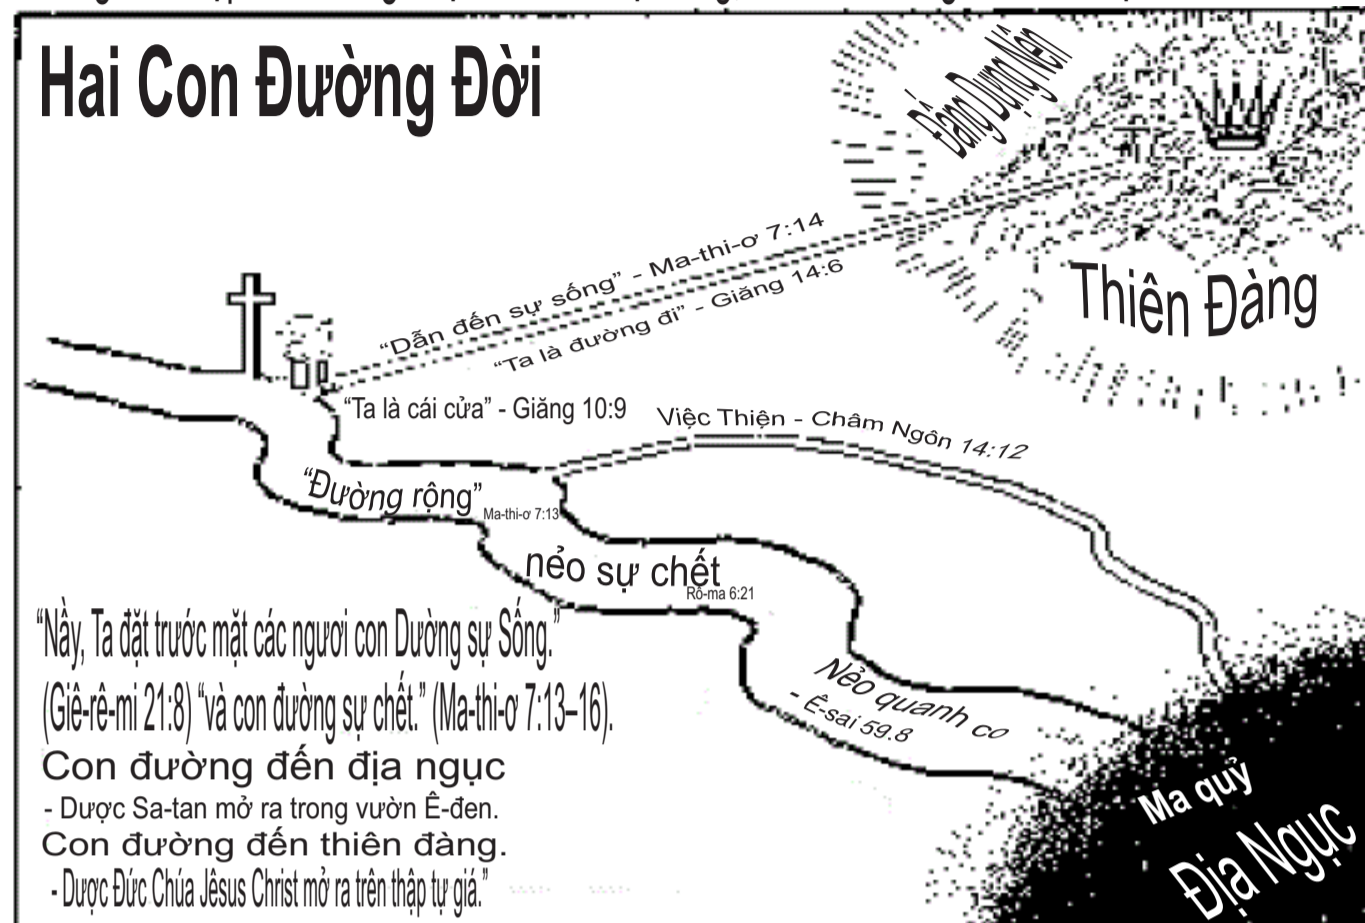 Hai Con Đường Đời
Đấng Dựng Nên
Thiên Đàng
“Dẫn đến sự sống” - Ma-thi-ơ 7:14
“Ta là đường đi” - Giăng 14:6
“Ta là cái cửa” - Giăng 10:9
Việc Thiện - Châm Ngôn 14:12
“Đường rộng”
Ma-thi-ơ 7:13
nẻo sự chết
Rô-ma 6:21
Nẻo quanh co
- Ê-sai 59.8
“Nầy, Ta đặt trước mặt các ngươi con Dường sự Sống.”
(Giê-rê-mi 21:8) “và con đường sự chết.” (Ma-thi-ơ 7:13–16).
Con đường đến địa ngục
- Dược Sa-tan mở ra trong vườn Ê-đen.
Con đường đến thiên đàng.
- Dược Đức Chúa Jêsus Christ mở ra trên thập tự giá.”
Ma quỷ
Địa Ngục